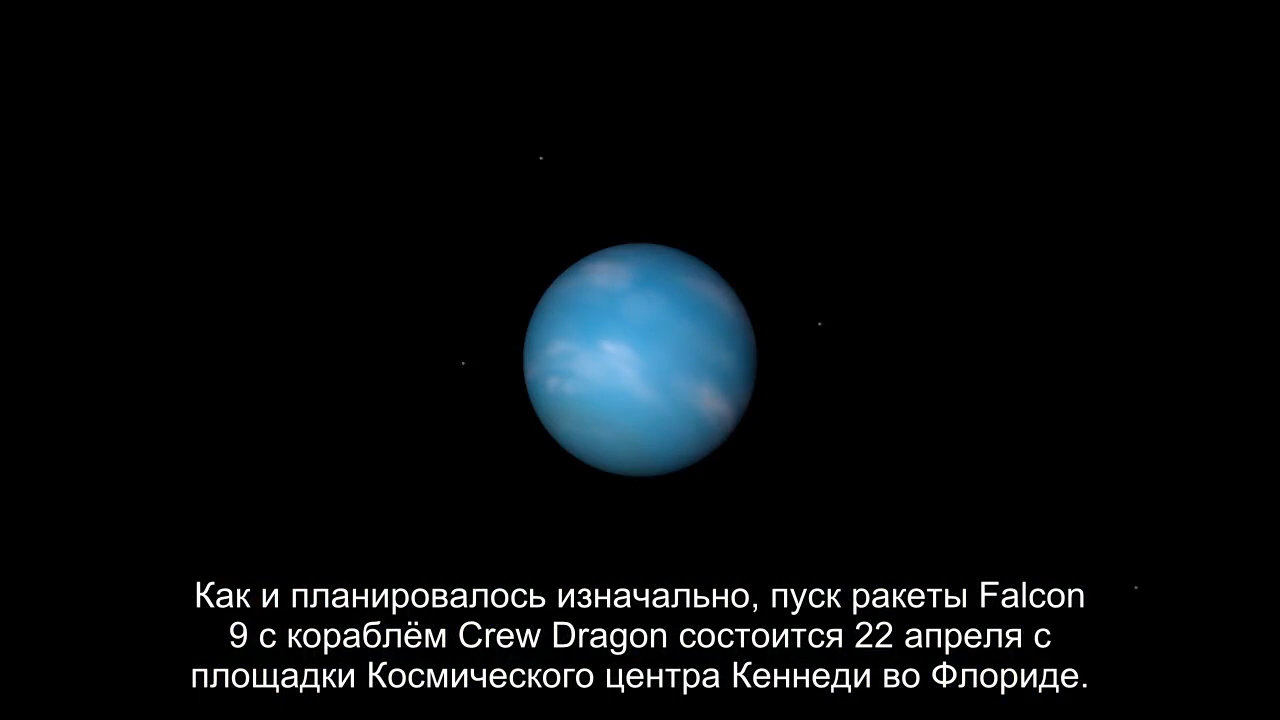 Как и планировалось изначально, пуск ракеты Falcon
9 с кораблём Crew Dragon состоится 22 апреля с
площадки Космического центра Кеннеди во Флориде.